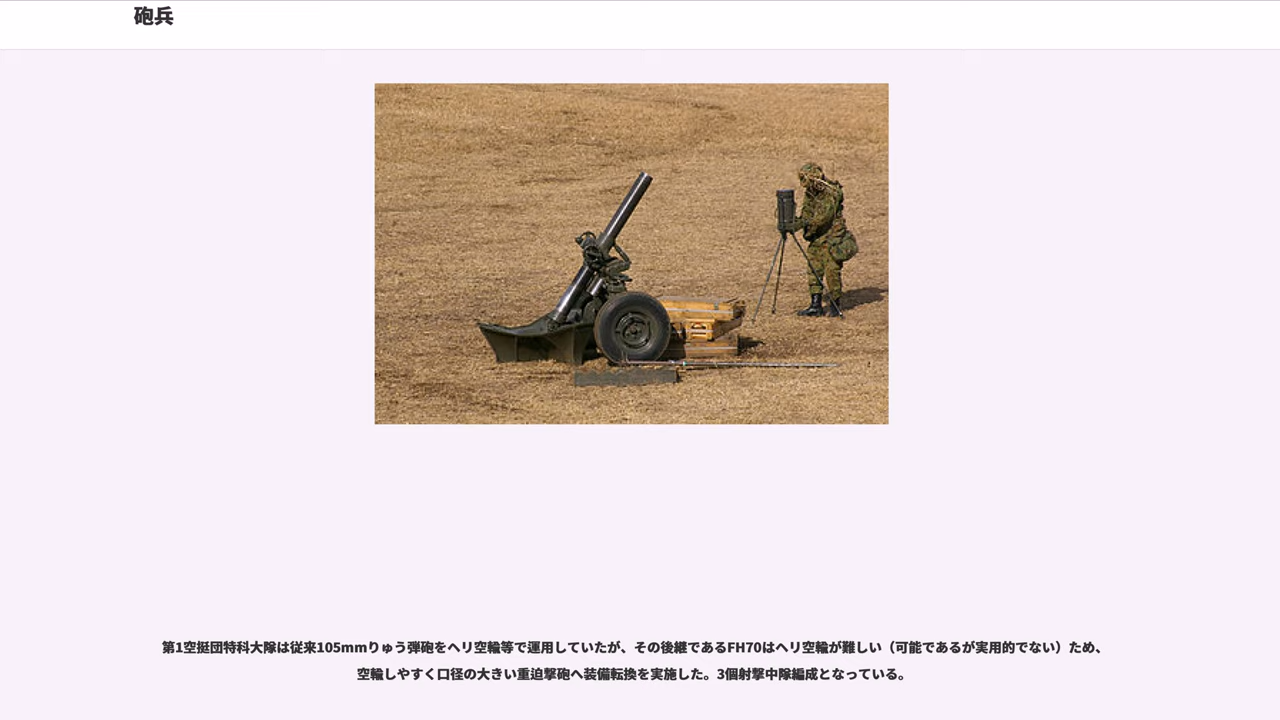 砲兵
第1空挺団特科大隊は従来105mmりゅう弾砲をヘリ空輸等で運用していたが、その後継であるFH70はヘリ空輸が難しい（可能であるが実用的でない）ため、
空輸しやすく口径の大きい重迫撃砲へ装備転換を実施した。3個射撃中隊編成となっている。